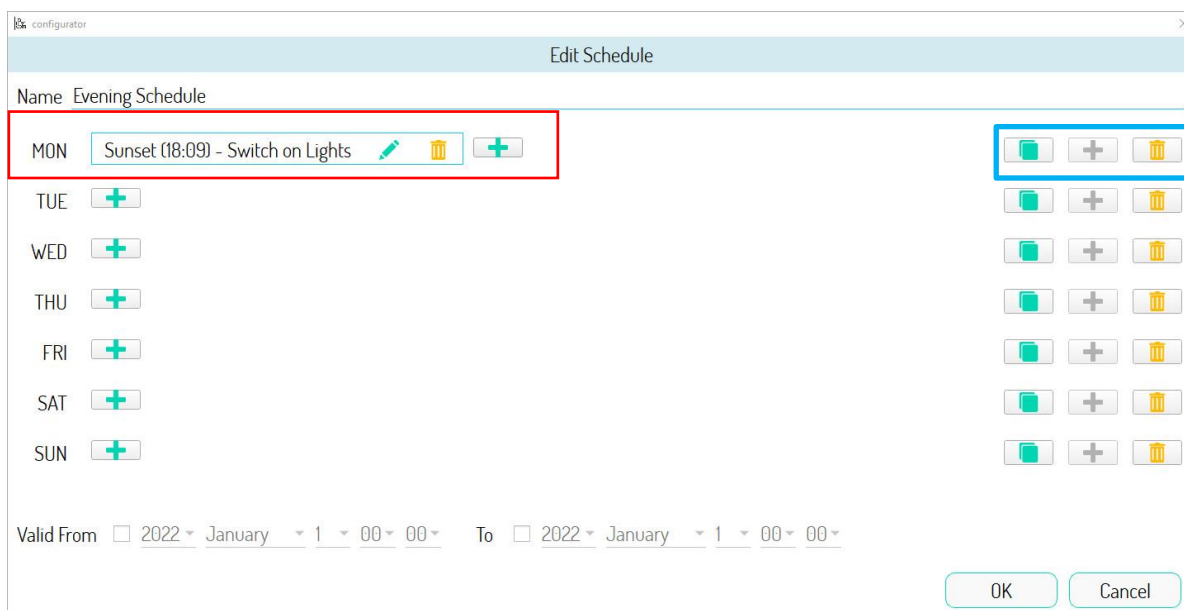 configurator
Edit Schedule
Name Evening Schedule
MON Sunset (18:09) - Switch on Lights
TUE
WED
THU
FRI
SAT
SUN
Valid From 2022 January 1 00 00 To 2022 January 1 00 00
OK Cancel